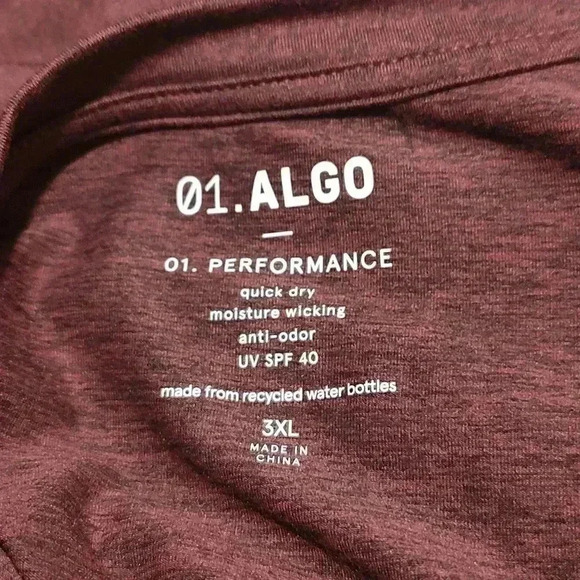 01.ALGO
01. PERFORMANCE
quick dry
moisture wicking
anti-odor
UV SPF 40
made from recycled water bottles
3XL
MADE IN
CHINA